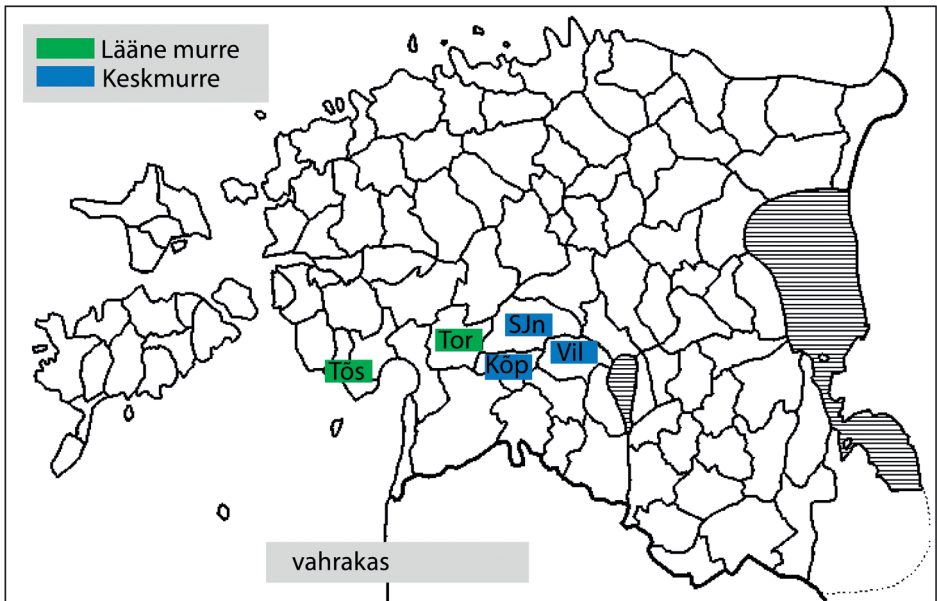 Lääne murre
Keskmurre
SJn
Tor
Vil
Kõp
Tõs
vahrakas